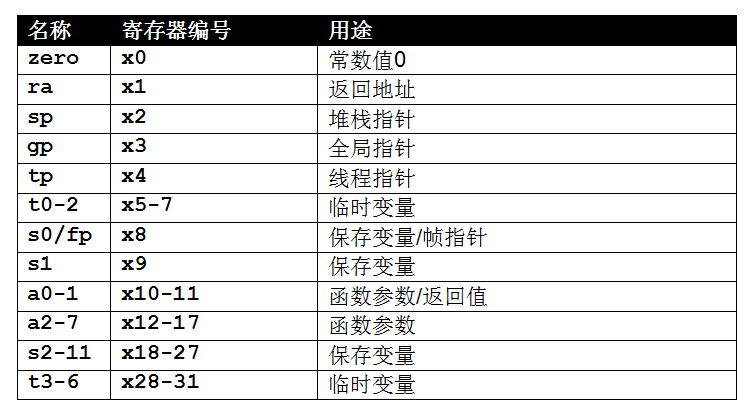 名称 寄存器编号 用途
zero x0 常数值0
ra x1 返回地址
sp x2 堆栈指针
gp x3 全局指针
tp x4 线程指针
t0-2 x5-7 临时变量
s0/fp x8 保存变量/帧指针
s1 x9 保存变量
a0-1 x10-11 函数参数/返回值
a2-7 x12-17 函数参数
s2-11 x18-27 保存变量
t3-6 x28-31 临时变量